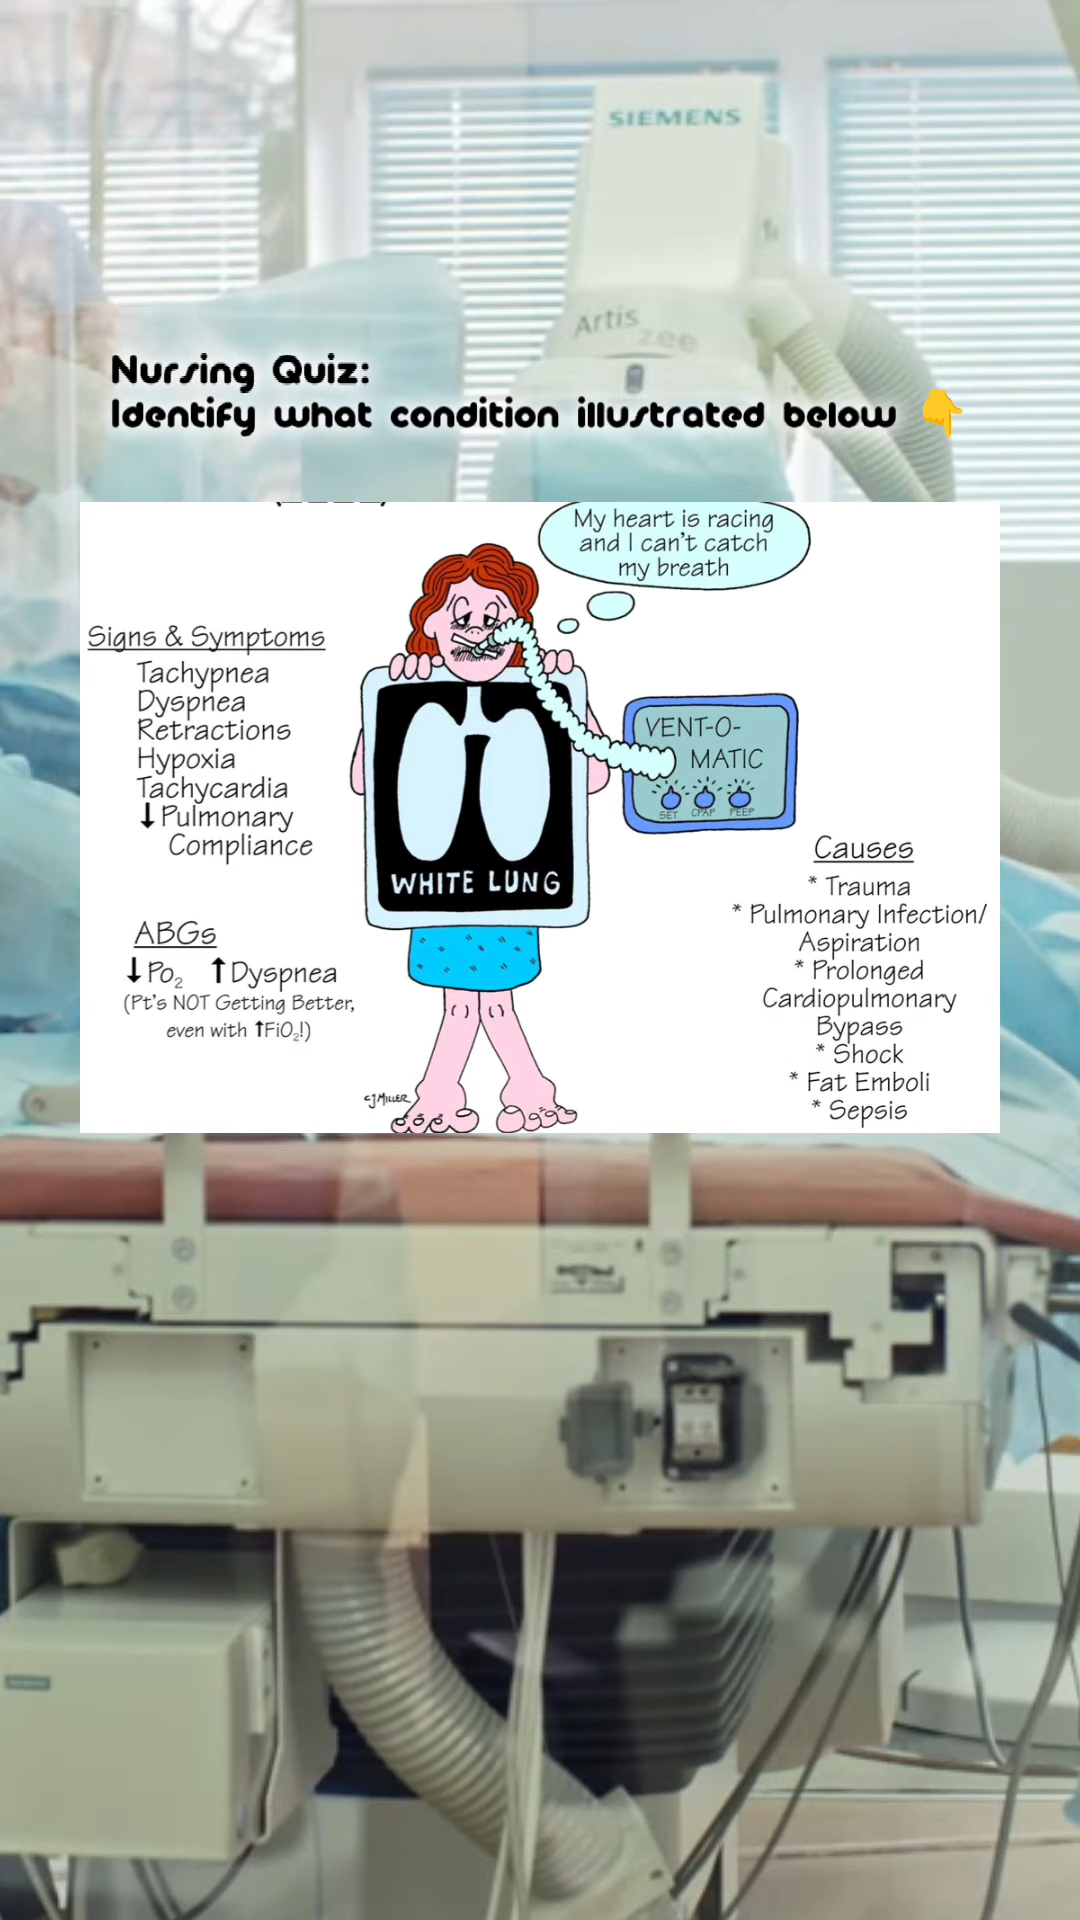 SIEMENS
Artis
zee
Nursing Quiz:
Identify what condition illustrated below 👇
My heart is racing
and I can't catch
my breath
Signs & Symptoms
Tachypnea
Dyspnea
Retractions
Hypoxia
Tachycardia
↓ Pulmonary
Compliance
VENT-O-
MATIC
SET CPAP PEEP
WHITE LUNG
Causes
* Trauma
* Pulmonary Infection/
Aspiration
* Prolonged
Cardiopulmonary
Bypass
* Shock
* Fat Emboli
* Sepsis
ABGs
↓Po₂ ↑Dyspnea
(Pt's NOT Getting Better,
even with ↑FiO₂!)
CJMILLER